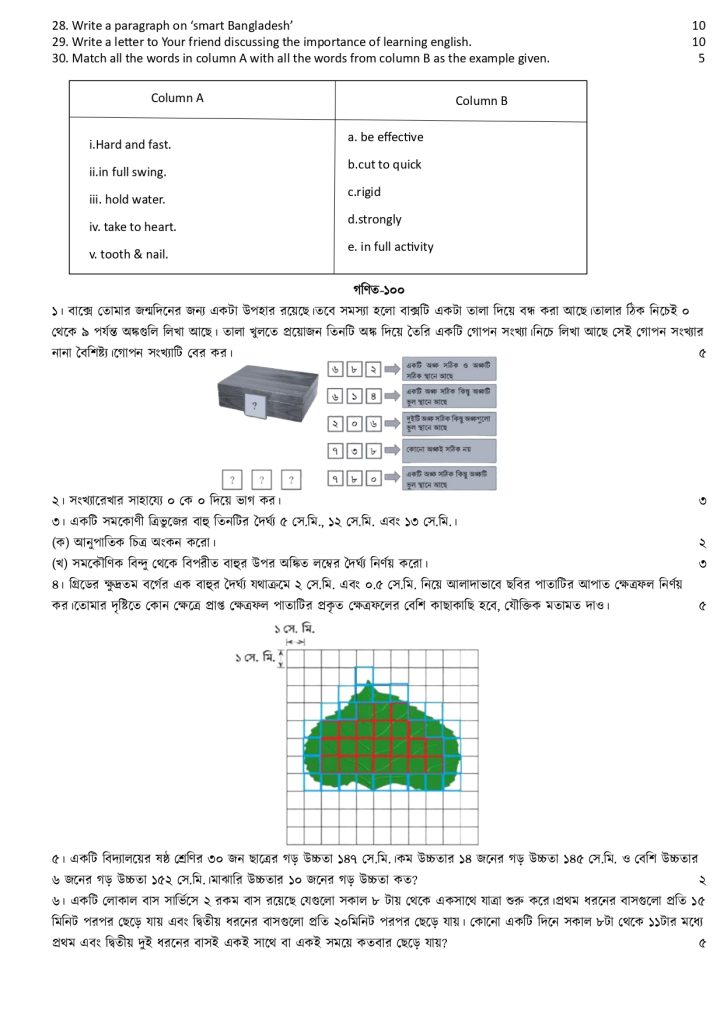 28. Write a paragraph on ‘smart Bangladesh’ 10
29. Write a letter to Your friend discussing the importance of learning english. 10
30. Match all the words in column A with all the words from column B as the example given. 5
Column A Column B
i.Hard and fast. a. be effective
ii.in full swing. b.cut to quick
iii. hold water. c.rigid
iv. take to heart. d.strongly
v. tooth & nail. e. in full activity
গণিত-১০০
১। বাক্সে তোমার জন্মদিনের জন্য একটা উপহার রয়েছে।তবে সমস্যা হলো বাক্সটি একটা তালা দিয়ে বন্ধ করা আছে।তালার ঠিক নিচেই ০
থেকে ৯ পর্যন্ত অঙ্কগুলি লিখা আছে। তালা খুলতে প্রয়োজন তিনটি অঙ্ক দিয়ে তৈরি একটি গোপন সংখ্যা।নিচে লিখা আছে সেই গোপন সংখ্যার
নানা বৈশিষ্ট্য।গোপন সংখ্যাটি বের কর। ৫
৬ ৮ ২ একটি অঙ্ক সঠিক ও অঙ্কটি
সঠিক স্থানে আছে
৬ ১ ৪ একটি অঙ্ক সঠিক কিন্তু অঙ্কটি
ভুল স্থানে আছে
২ ০ ৬ দুইটি অঙ্ক সঠিক কিন্তু অঙ্কগুলো
ভুল স্থানে আছে
৭ ৩ ৮ কোনো অঙ্কই সঠিক নয়
৭ ৮ ০ একটি অঙ্ক সঠিক কিন্তু অঙ্কটি
ভুল স্থানে আছে
?
? ? ?
২। সংখ্যারেখার সাহায্যে ০ কে ০ দিয়ে ভাগ কর। ৩
৩। একটি সমকোণী ত্রিভুজের বাহু তিনটির দৈর্ঘ্য ৫ সে.মি., ১২ সে.মি. এবং ১৩ সে.মি.।
(ক) আনুপাতিক চিত্র অংকন করো। ২
(খ) সমকৌণিক বিন্দু থেকে বিপরীত বাহুর উপর অঙ্কিত লম্বের দৈর্ঘ্য নির্ণয় করো। ৩
৪। গ্রিডের ক্ষুদ্রতম বর্গের এক বাহুর দৈর্ঘ্য যথাক্রমে ২ সে.মি. এবং ০.৫ সে.মি. নিয়ে আলাদাভাবে ছবির পাতাটির আপাত ক্ষেত্রফল নির্ণয়
কর।তোমার দৃষ্টিতে কোন ক্ষেত্রে প্রাপ্ত ক্ষেত্রফল পাতাটির প্রকৃত ক্ষেত্রফলের বেশি কাছাকাছি হবে, যৌক্তিক মতামত দাও। ৫
১ সে. মি.
১ সে. মি.
৫। একটি বিদ্যালয়ের ষষ্ঠ শ্রেণির ৩০ জন ছাত্রের গড় উচ্চতা ১৪৭ সে.মি.।কম উচ্চতার ১৪ জনের গড় উচ্চতা ১৪৫ সে.মি. ও বেশি উচ্চতার
৬ জনের গড় উচ্চতা ১৫২ সে.মি.।মাঝারি উচ্চতার ১০ জনের গড় উচ্চতা কত? ২
৬। একটি লোকাল বাস সার্ভিসে ২ রকম বাস রয়েছে যেগুলো সকাল ৮ টায় থেকে একসাথে যাত্রা শুরু করে।প্রথম ধরনের বাসগুলো প্রতি ১৫
মিনিট পরপর ছেড়ে যায় এবং দ্বিতীয় ধরনের বাসগুলো প্রতি ২০মিনিট পরপর ছেড়ে যায়। কোনো একটি দিনে সকাল ৮টা থেকে ১১টার মধ্যে
প্রথম এবং দ্বিতীয় দুই ধরনের বাসই একই সাথে বা একই সময়ে কতবার ছেড়ে যায়? ৫